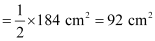 = 1/2 × 184 cm² = 92 cm²